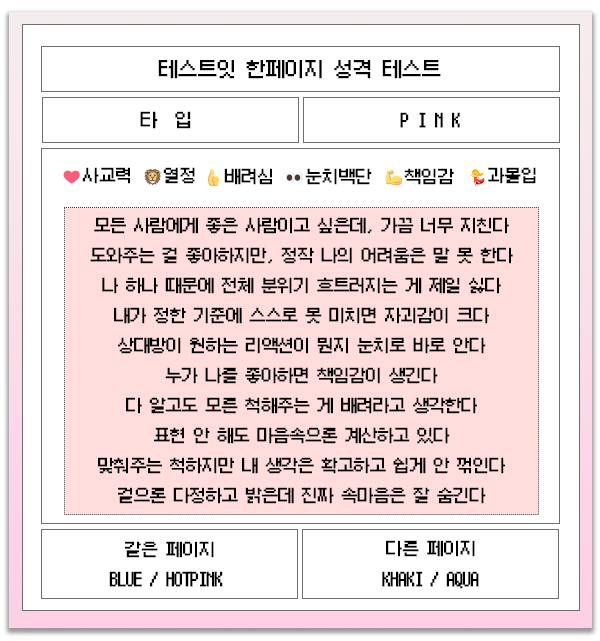 테스트잇 한페이지 성격 테스트
타 입
PINK
❤️사교력 🦁열정 👍배려심 👀눈치백단 💪책임감 과몰입
모든 사람에게 좋은 사람이고 싶은데, 가끔 너무 지친다
도와주는 걸 좋아하지만, 정작 나의 어려움은 말 못 한다
나 하나 때문에 전체 분위기 흐트러지는 게 제일 싫다
내가 정한 기준에 스스로 못 미치면 자괴감이 크다
상대방이 원하는 리액션이 뭔지 눈치로 바로 안다
누가 나를 좋아하면 책임감이 생긴다
다 알고도 모른 척해주는 게 배려라고 생각한다
표현 안 해도 마음속으론 계산하고 있다
맞춰주는 척하지만 내 생각은 확고하고 쉽게 안 꺾인다
겉으론 다정하고 밝은데 진짜 속마음은 잘 숨긴다
같은 페이지
BLUE / HOTPINK
다른 페이지
KHAKI / AQUA